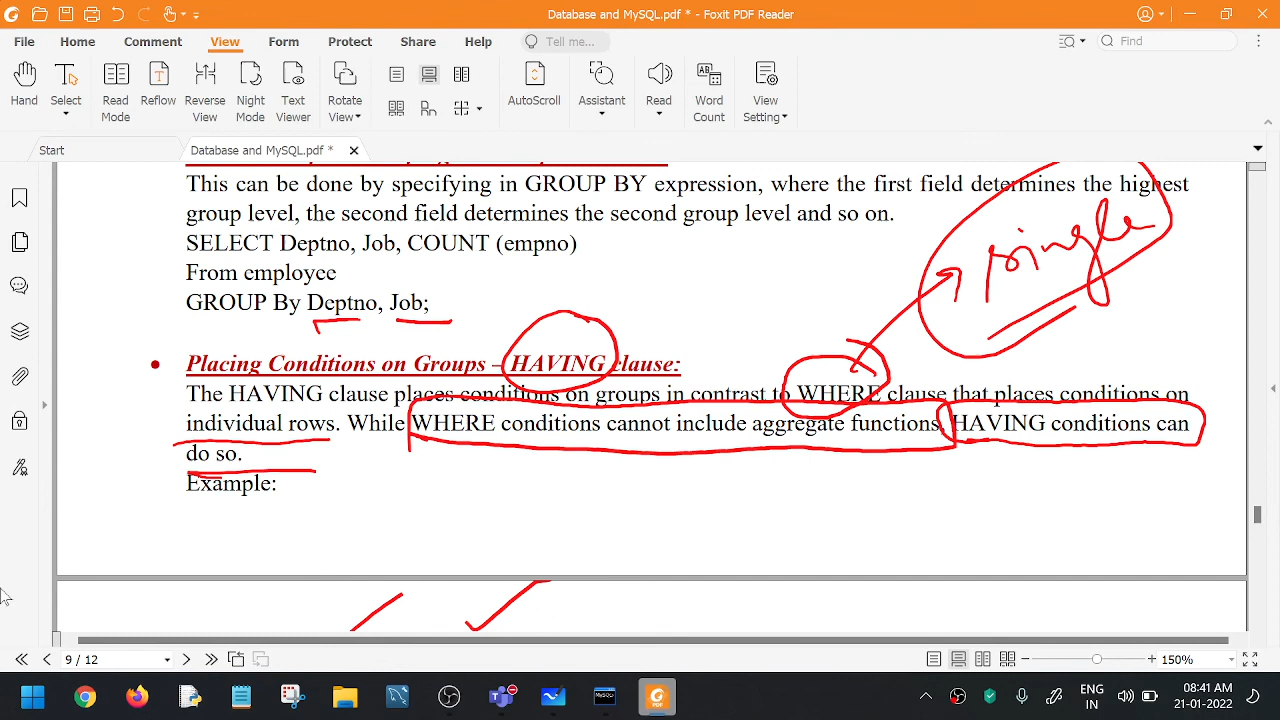 Database and MySQL.pdf * - Foxit PDF Reader
File Home Comment View Form Protect Share Help Tell me... Find
Hand Select Read Mode Reflow Reverse View Night Mode Text Viewer Rotate View AutoScroll Assistant Read Word Count View Setting
Start Database and MySQL.pdf *
This can be done by specifying in GROUP BY expression, where the first field determines the highest
group level, the second field determines the second group level and so on.
SELECT Deptno, Job, COUNT (empno)
From employee
GROUP By Deptno, Job;
single
• Placing Conditions on Groups – HAVING clause:
The HAVING clause places conditions on groups in contrast to WHERE clause that places conditions on
individual rows. While WHERE conditions cannot include aggregate functions, HAVING conditions can
do so.
Example:
9 / 12 150%
ENG IN 08:41 AM 21-01-2022